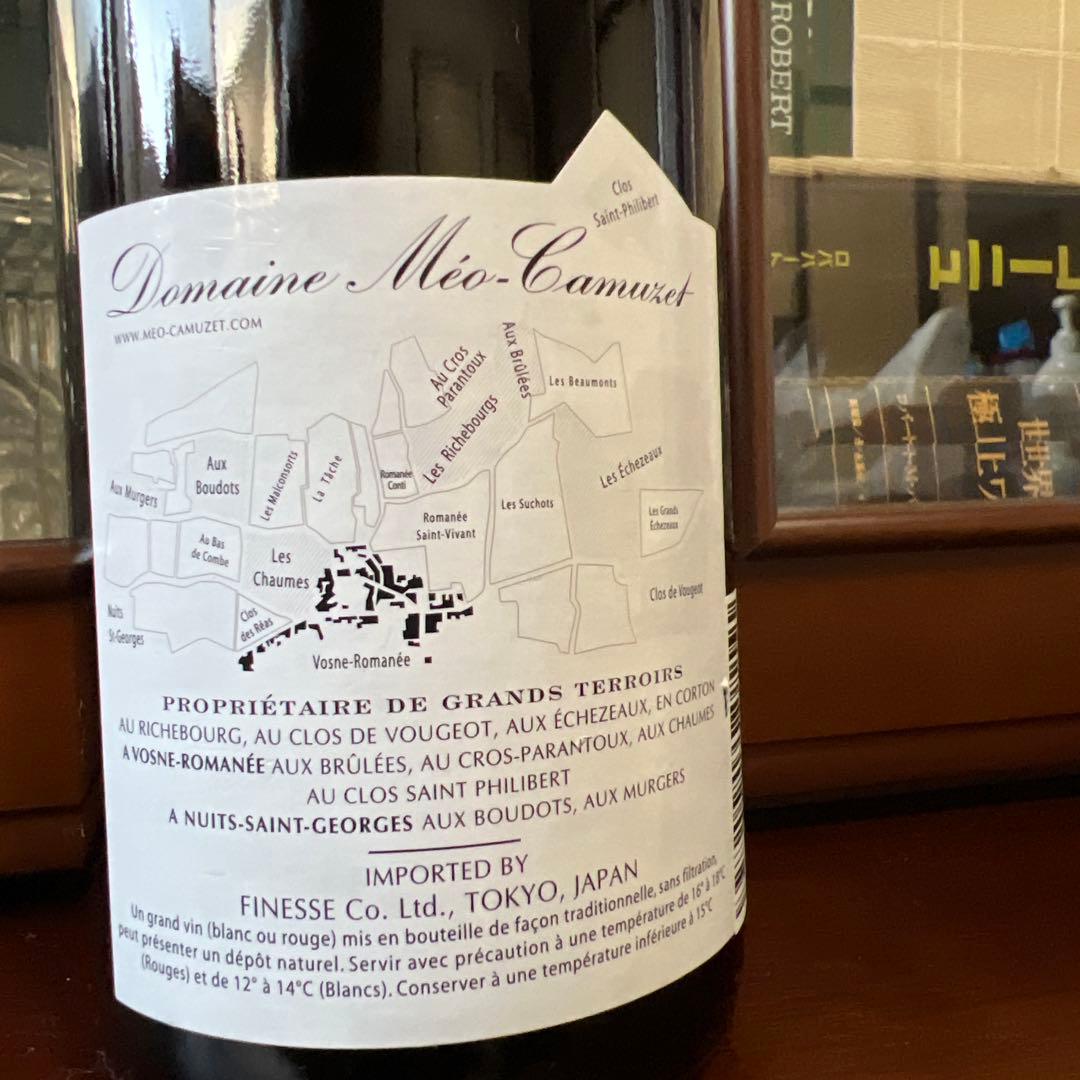 ROBERT
Clos
Saint-Philibert
Domaine Méo-Camuzet
WWW.MEO-CAMUZET.COM
Au Cros
Parantoux
Aux Brûlées
Les Beaumonts
Les Richebourgs
Aux
Boudots
Aux Murgers
Les Malconsorts
La Tâche
Romanée
Conti
Les Suchots
Les Échezeaux
Romanée
Saint-Vivant
Les Grands
Échezeaux
Au Bas
de Combe
Les
Chaumes
Clos de Vougeot
Nuits
St-Georges
Clos
des Réas
Vosne-Romanée
PROPRIÉTAIRE DE GRANDS TERROIRS
AU RICHEBOURG, AU CLOS DE VOUGEOT, AUX ÉCHEZEAUX, EN CORTON
A VOSNE-ROMANÉE AUX BRÛLÉES, AU CROS-PARANTOUX, AUX CHAUMES
AU CLOS SAINT PHILIBERT
A NUITS-SAINT-GEORGES AUX BOUDOTS, AUX MURGERS
IMPORTED BY
FINESSE Co. Ltd., TOKYO, JAPAN
Un grand vin (blanc ou rouge) mis en bouteille de façon traditionnelle, sans filtration,
peut présenter un dépôt naturel. Servir avec précaution à une température de 16° à 18°C
(Rouges) et de 12° à 14°C (Blancs). Conserver à une température inférieure à 15°C
世界
極上ワ